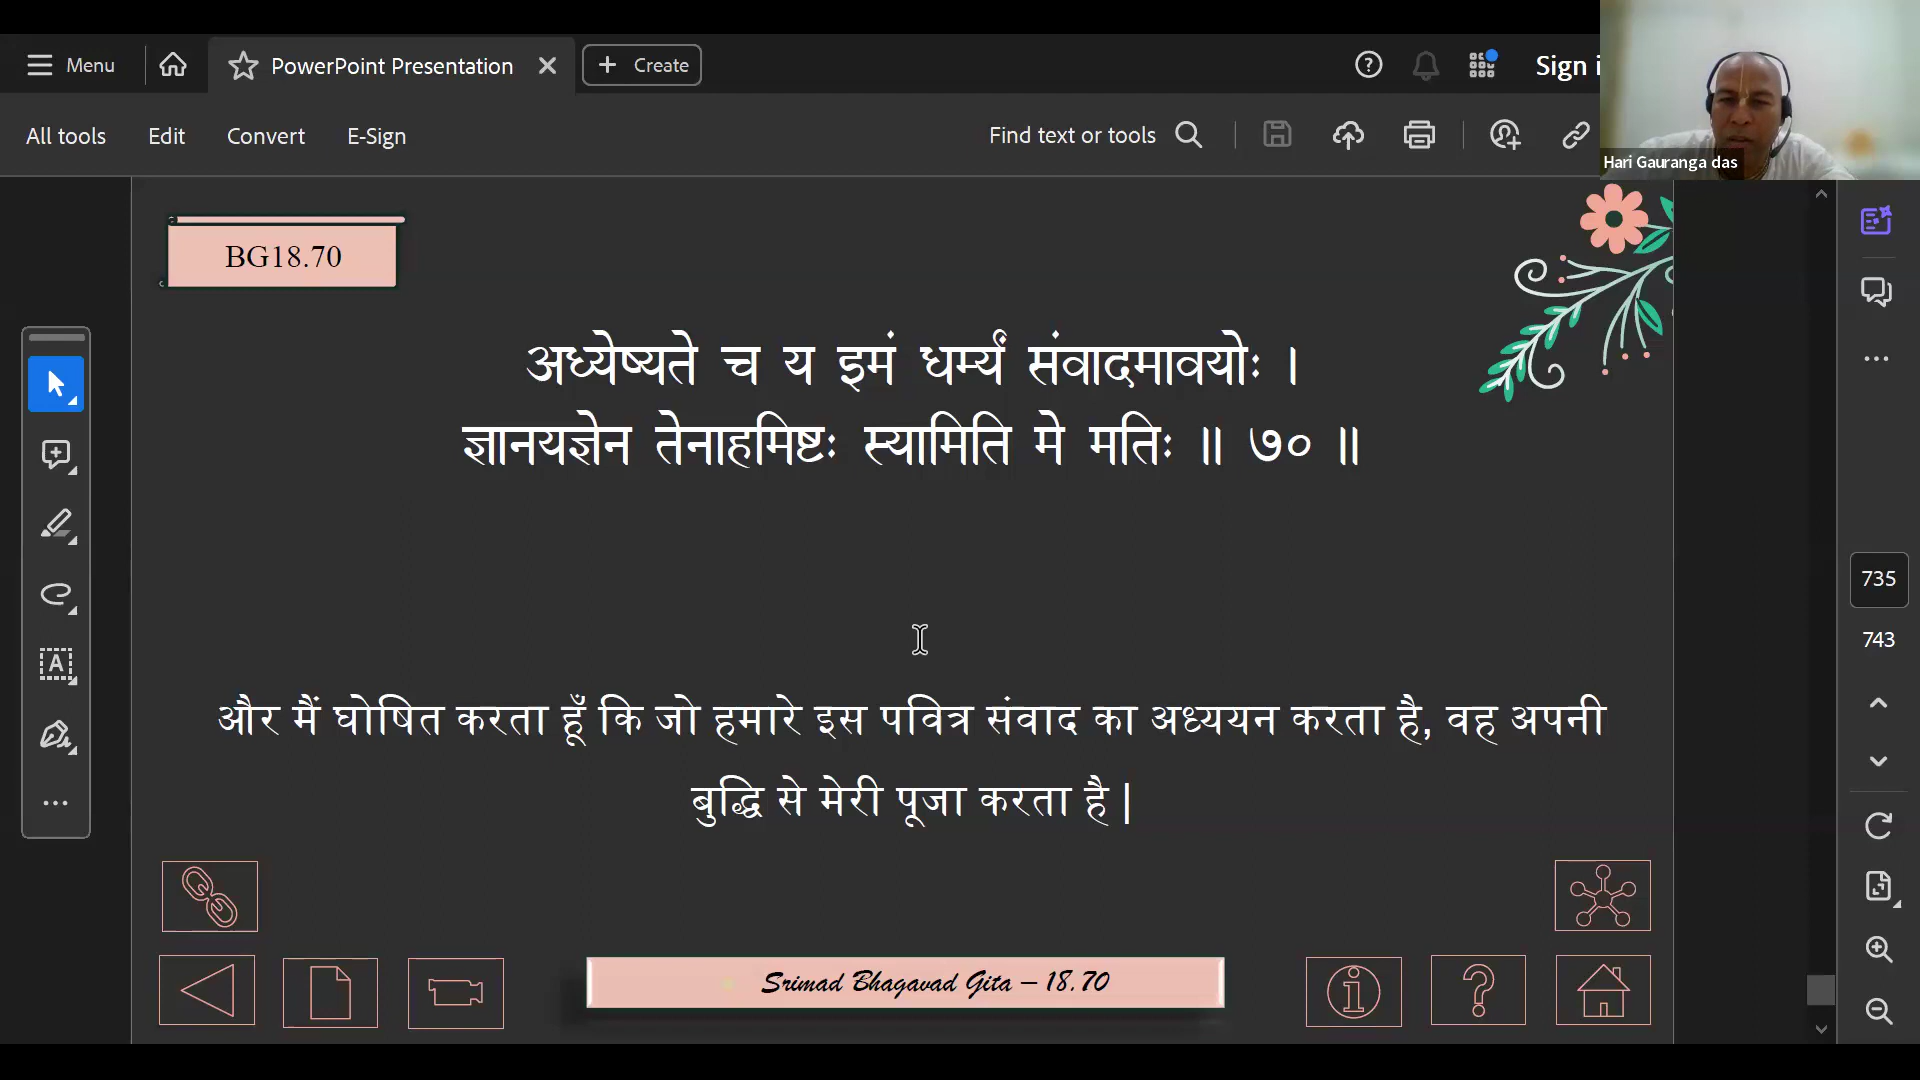 Menu
PowerPoint Presentation
Create
Sign i
All tools
Edit
Convert
E-Sign
Find text or tools
Hari Gauranga das
BG18.70
अध्येष्यते च य इमं धर्म्यं संवादमावयोः ।
ज्ञानयज्ञेन तेनाहमिष्टः स्यामिति मे मतिः ॥ ७० ॥
और मैं घोषित करता हूँ कि जो हमारे इस पवित्र संवाद का अध्ययन करता है, वह अपनी
बुद्धि से मेरी पूजा करता है |
Srimad Bhagavad Gita – 18.70
735
743